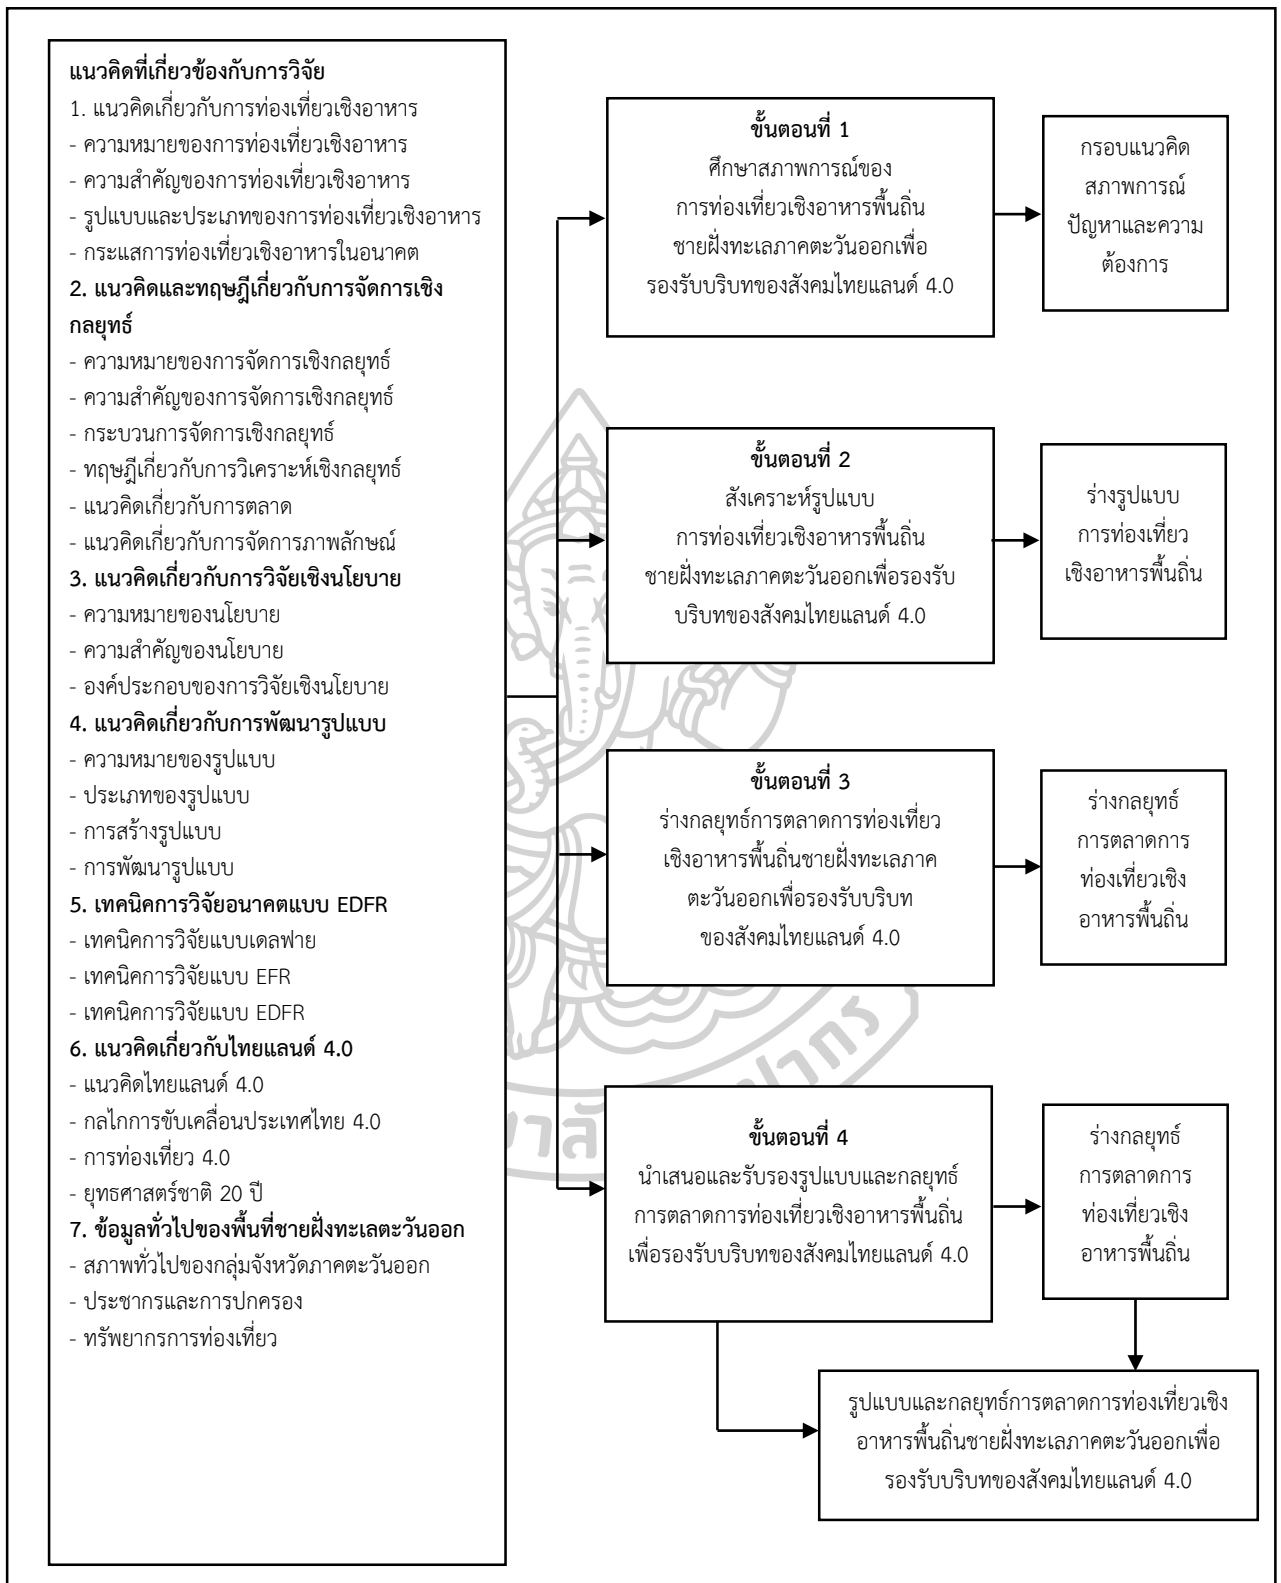 แนวคิดที่เกี่ยวข้องกับการวิจัย
1. แนวคิดเกี่ยวกับการท่องเที่ยวเชิงอาหาร
- ความหมายของการท่องเที่ยวเชิงอาหาร
- ความสำคัญของการท่องเที่ยวเชิงอาหาร
- รูปแบบและประเภทของการท่องเที่ยวเชิงอาหาร
- กระแสการท่องเที่ยวเชิงอาหารในอนาคต
2. แนวคิดและทฤษฎีเกี่ยวกับการจัดการเชิง
กลยุทธ์
- ความหมายของการจัดการเชิงกลยุทธ์
- ความสำคัญของการจัดการเชิงกลยุทธ์
- กระบวนการจัดการเชิงกลยุทธ์
- ทฤษฎีเกี่ยวกับการวิเคราะห์เชิงกลยุทธ์
- แนวคิดเกี่ยวกับการตลาด
- แนวคิดเกี่ยวกับการจัดการภาพลักษณ์
3. แนวคิดเกี่ยวกับการวิจัยเชิงนโยบาย
- ความหมายของนโยบาย
- ความสำคัญของนโยบาย
- องค์ประกอบของการวิจัยเชิงนโยบาย
4. แนวคิดเกี่ยวกับการพัฒนารูปแบบ
- ความหมายของรูปแบบ
- ประเภทของรูปแบบ
- การสร้างรูปแบบ
- การพัฒนารูปแบบ
5. เทคนิคการวิจัยอนาคตแบบ EDFR
- เทคนิคการวิจัยแบบเดลฟาย
- เทคนิคการวิจัยแบบ EFR
- เทคนิคการวิจัยแบบ EDFR
6. แนวคิดเกี่ยวกับไทยแลนด์ 4.0
- แนวคิดไทยแลนด์ 4.0
- กลไกการขับเคลื่อนประเทศไทย 4.0
- การท่องเที่ยว 4.0
- ยุทธศาสตร์ชาติ 20 ปี
7. ข้อมูลทั่วไปของพื้นที่ชายฝั่งทะเลตะวันออก
- สภาพทั่วไปของกลุ่มจังหวัดภาคตะวันออก
- ประชากรและการปกครอง
- ทรัพยากรการท่องเที่ยว
ขั้นตอนที่ 1
ศึกษาสภาพการณ์ของ
การท่องเที่ยวเชิงอาหารพื้นถิ่น
ชายฝั่งทะเลภาคตะวันออกเพื่อ
รองรับบริบทของสังคมไทยแลนด์ 4.0
กรอบแนวคิด
สภาพการณ์
ปัญหาและความ
ต้องการ
ขั้นตอนที่ 2
สังเคราะห์รูปแบบ
การท่องเที่ยวเชิงอาหารพื้นถิ่น
ชายฝั่งทะเลภาคตะวันออกเพื่อรองรับ
บริบทของสังคมไทยแลนด์ 4.0
ร่างรูปแบบ
การท่องเที่ยว
เชิงอาหารพื้นถิ่น
ขั้นตอนที่ 3
ร่างกลยุทธ์การตลาดการท่องเที่ยว
เชิงอาหารพื้นถิ่นชายฝั่งทะเลภาค
ตะวันออกเพื่อรองรับบริบท
ของสังคมไทยแลนด์ 4.0
ร่างกลยุทธ์
การตลาดการ
ท่องเที่ยวเชิง
อาหารพื้นถิ่น
ขั้นตอนที่ 4
นำเสนอและรับรองรูปแบบและกลยุทธ์
การตลาดการท่องเที่ยวเชิงอาหารพื้นถิ่น
เพื่อรองรับบริบทของสังคมไทยแลนด์ 4.0
ร่างกลยุทธ์
การตลาดการ
ท่องเที่ยวเชิง
อาหารพื้นถิ่น
รูปแบบและกลยุทธ์การตลาดการท่องเที่ยวเชิง
อาหารพื้นถิ่นชายฝั่งทะเลภาคตะวันออกเพื่อ
รองรับบริบทของสังคมไทยแลนด์ 4.0